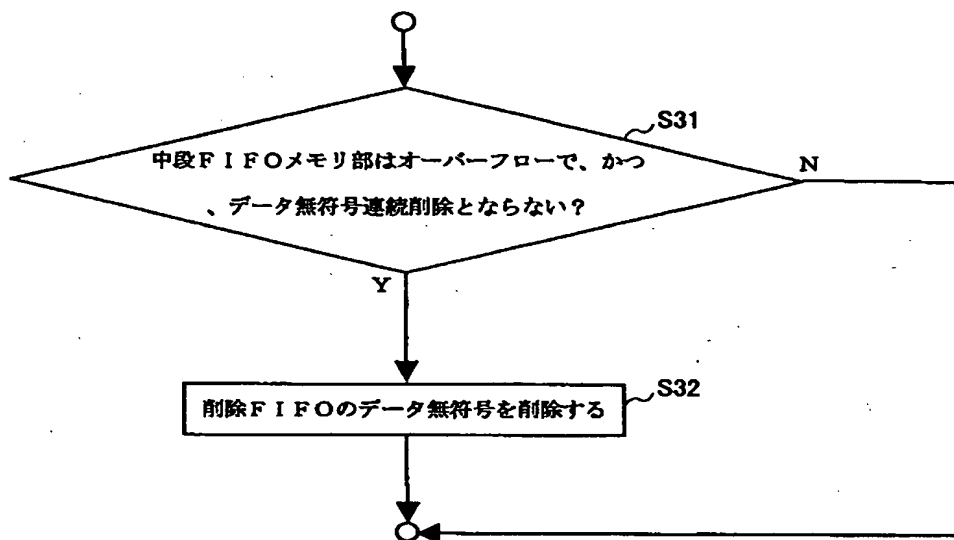 S31
中段ＦＩＦＯメモリ部はオーバーフローで、かつ
、データ無符号連続削除とならない？
N
Y
S32
削除ＦＩＦＯのデータ無符号を削除する